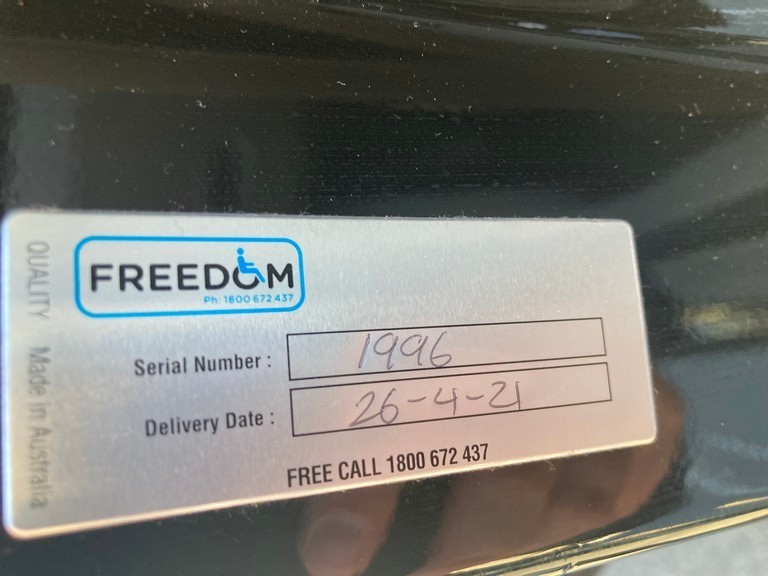 FREEDOM
Ph: 1800 672 437
Serial Number : 1996
Delivery Date : 26-4-21
FREE CALL 1800 672 437
QUALITY Made in Australia